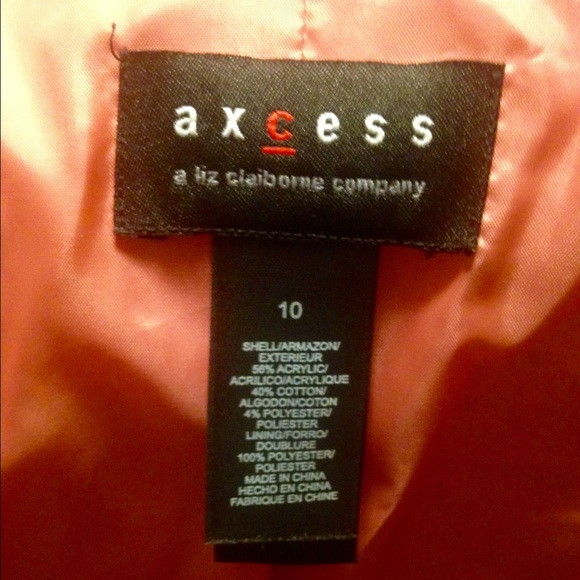 axcess
a liz claiborne company
10
SHELL/ARMAZON/
EXTERIEUR
56% ACRYLIC/
ACRILICO/ACRYLIQUE
40% COTTON/
ALGODON/COTON
4% POLYESTER/
POLIESTER
LINING/FORRO/
DOUBLURE
100% POLYESTER/
POLIESTER
MADE IN CHINA
HECHO EN CHINA
FABRIQUE EN CHINE